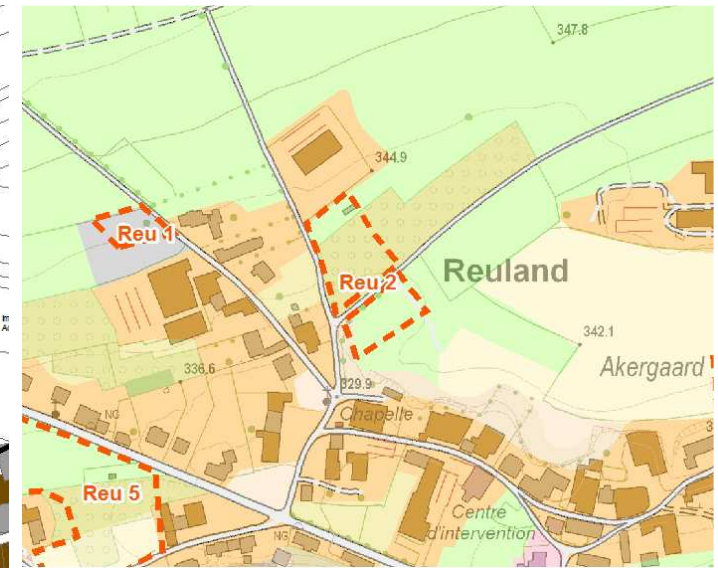 347.8
344.9
Reu 1
Reu 2
Reuland
342.1
336.6
Akergaard
329.9
Chapelle
NG
Reu 5
Centre
d'intervention
NG